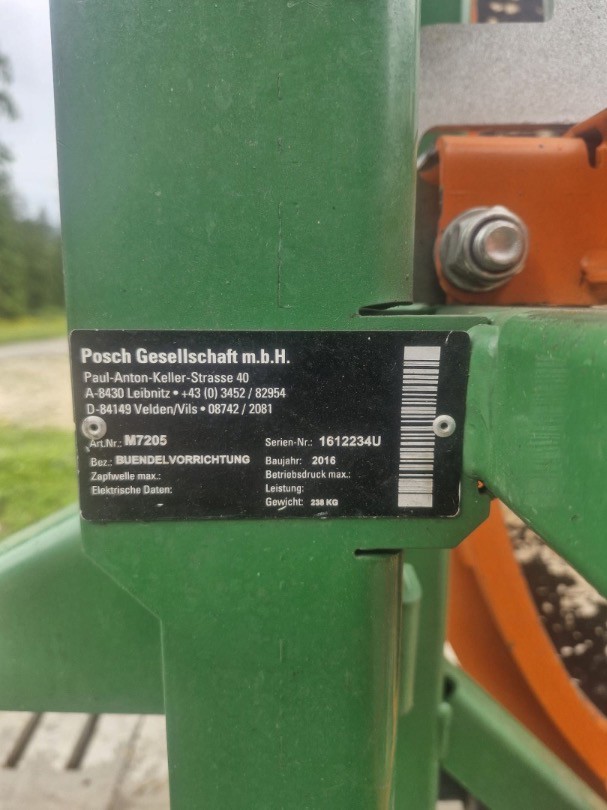 Posch Gesellschaft m.b.H.
Paul-Anton-Keller-Strasse 40
A-8430 Leibnitz • +43 (0) 3452 / 82954
D-84149 Velden/Vils • 08742 / 2081
Art.Nr.: M7205 Serien-Nr.: 1612234U
Bez.: BUENDELVORRICHTUNG Baujahr: 2016
Zapfwelle max.: Betriebsdruck max.:
Elektrische Daten: Leistung:
Gewicht: 238 KG